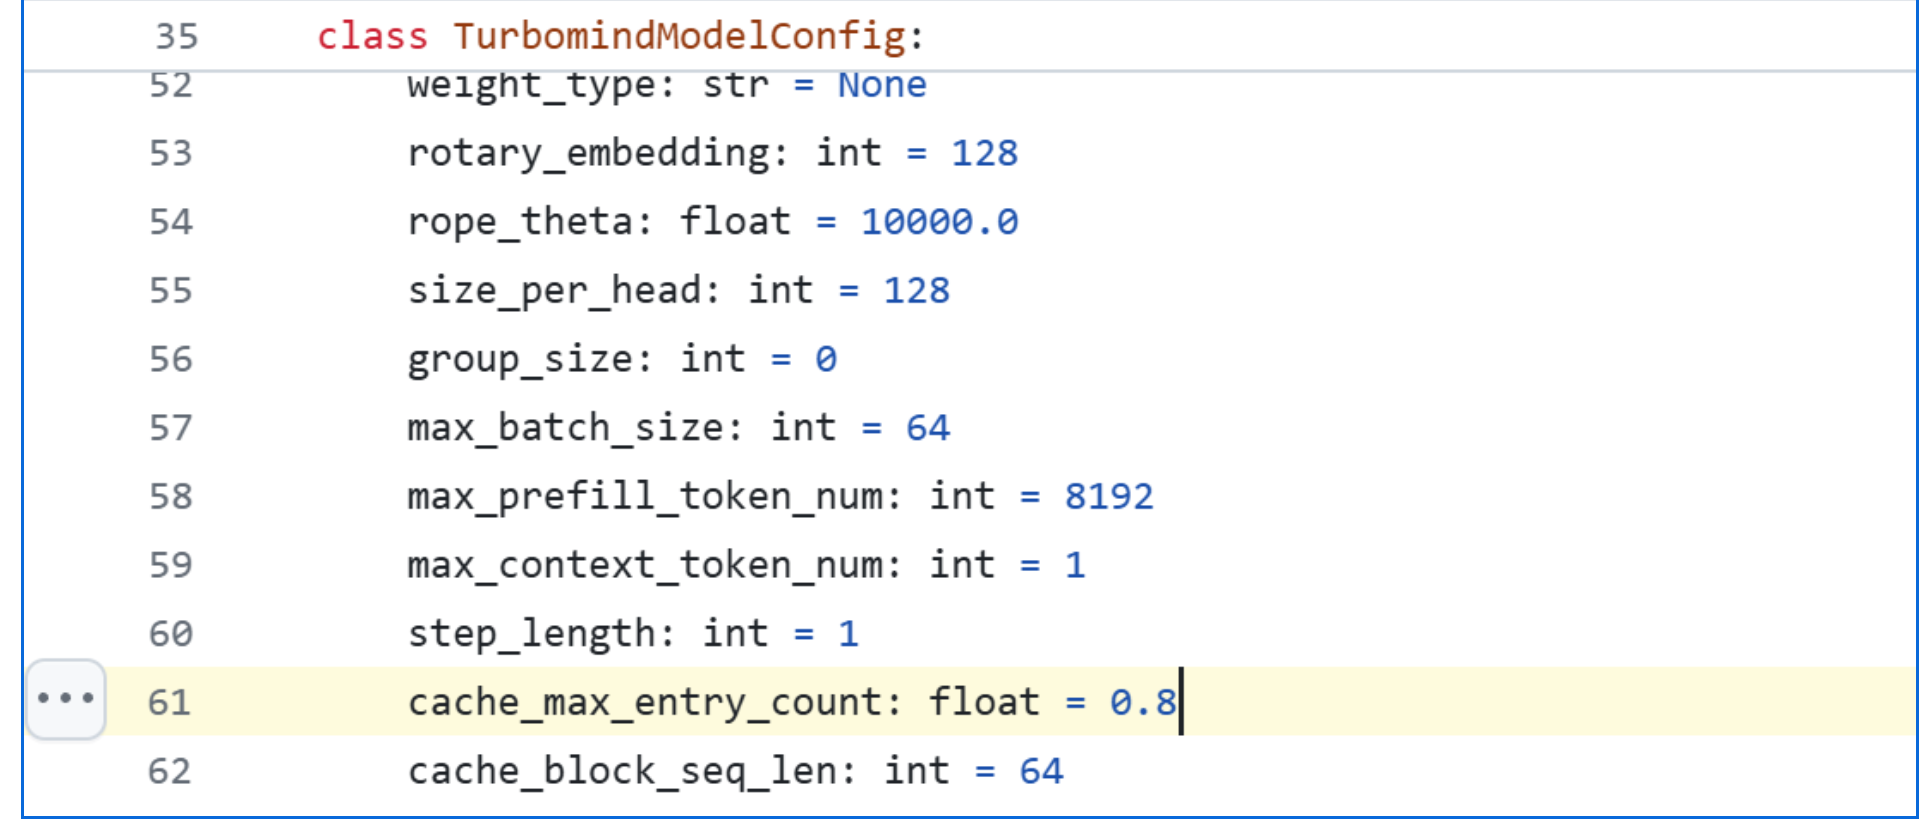 35 class TurbomindModelConfig:
52 weight_type: str = None
53 rotary_embedding: int = 128
54 rope_theta: float = 10000.0
55 size_per_head: int = 128
56 group_size: int = 0
57 max_batch_size: int = 64
58 max_prefill_token_num: int = 8192
59 max_context_token_num: int = 1
60 step_length: int = 1
61 cache_max_entry_count: float = 0.8
62 cache_block_seq_len: int = 64